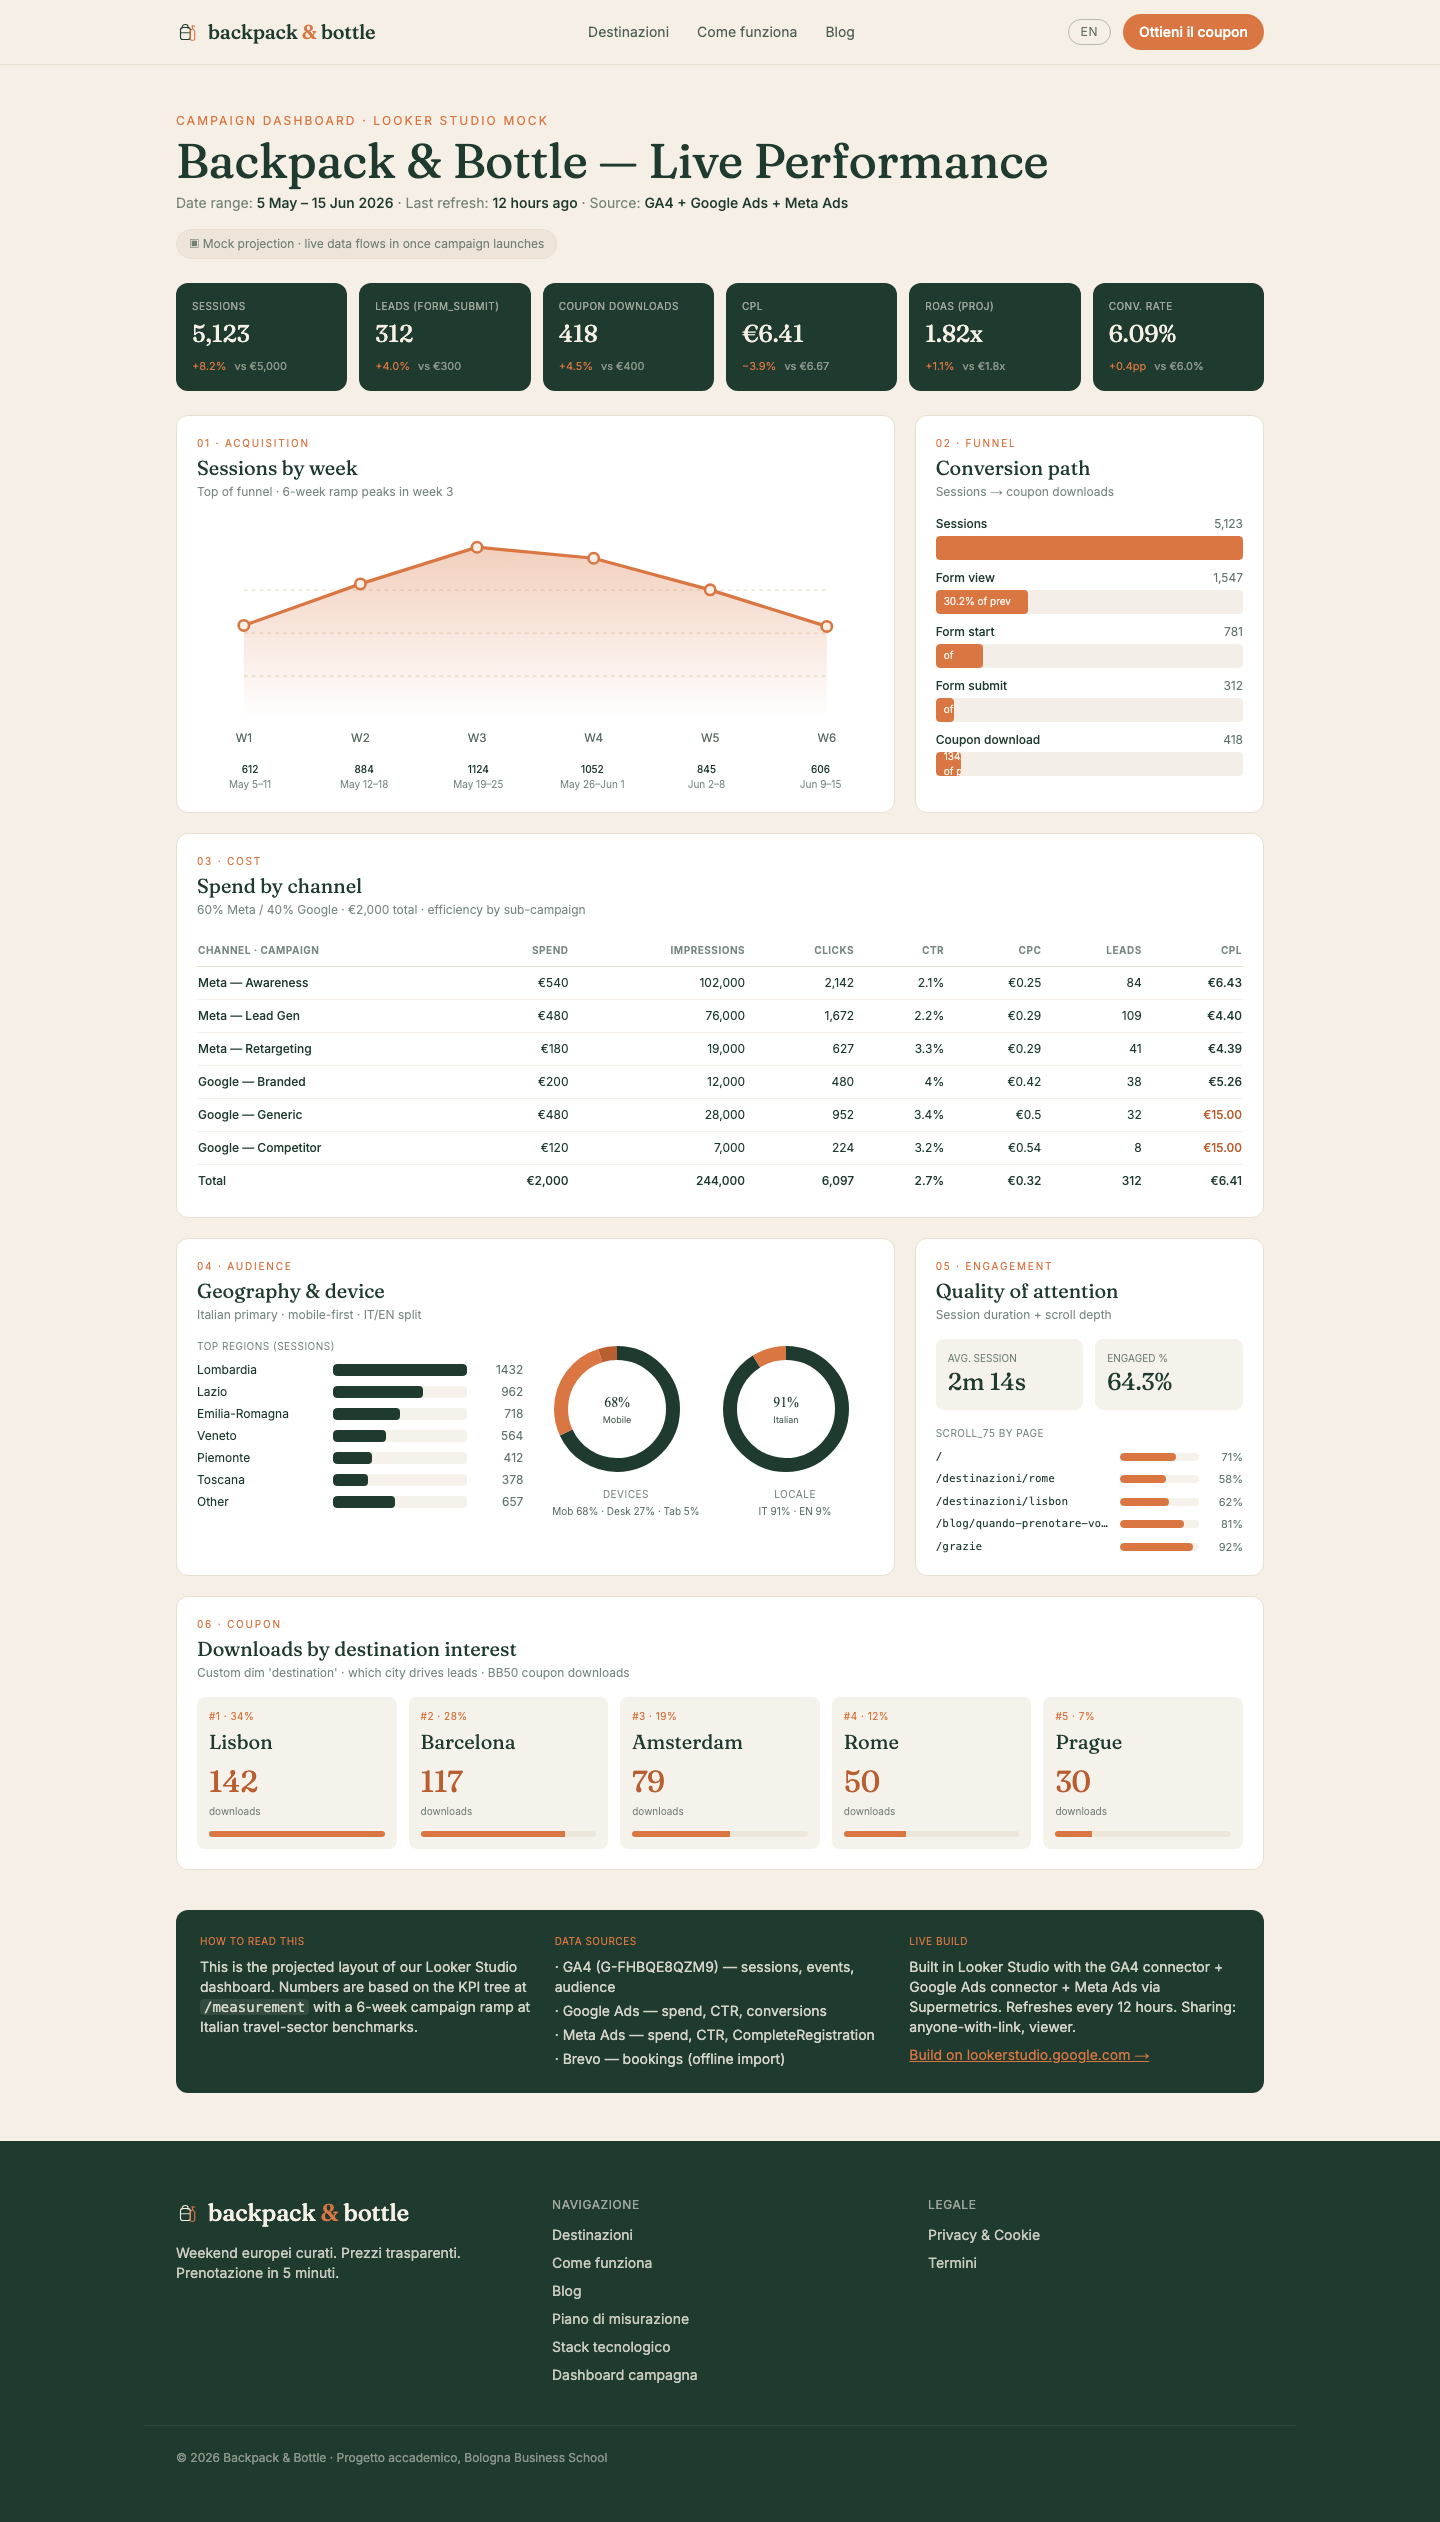 backpack & bottle
Destinazioni
Come funziona
Blog
EN
Ottieni il coupon
CAMPAIGN DASHBOARD · LOOKER STUDIO MOCK
Backpack & Bottle — Live Performance
Date range: 5 May – 15 Jun 2026 · Last refresh: 12 hours ago · Source: GA4 + Google Ads + Meta Ads
▣ Mock projection · live data flows in once campaign launches
SESSIONS
5,123
+8.2% vs €5,000
LEADS (FORM_SUBMIT)
312
+4.0% vs €300
COUPON DOWNLOADS
418
+4.5% vs €400
CPL
€6.41
−3.9% vs €6.67
ROAS (PROJ)
1.82x
+1.1% vs €1.8x
CONV. RATE
6.09%
+0.4pp vs €6.0%
01 · ACQUISITION
Sessions by week
Top of funnel · 6-week ramp peaks in week 3
W1 W2 W3 W4 W5 W6
612 884 1124 1052 845 606
May 5–11 May 12–18 May 19–25 May 26–Jun 1 Jun 2–8 Jun 9–15
02 · FUNNEL
Conversion path
Sessions → coupon downloads
Sessions 5,123
Form view 1,547
30.2% of prev
Form start 781
of
Form submit 312
of
Coupon download 418
134
of p
03 · COST
Spend by channel
60% Meta / 40% Google · €2,000 total · efficiency by sub-campaign
CHANNEL · CAMPAIGN SPEND IMPRESSIONS CLICKS CTR CPC LEADS CPL
Meta — Awareness €540 102,000 2,142 2.1% €0.25 84 €6.43
Meta — Lead Gen €480 76,000 1,672 2.2% €0.29 109 €4.40
Meta — Retargeting €180 19,000 627 3.3% €0.29 41 €4.39
Google — Branded €200 12,000 480 4% €0.42 38 €5.26
Google — Generic €480 28,000 952 3.4% €0.5 32 €15.00
Google — Competitor €120 7,000 224 3.2% €0.54 8 €15.00
Total €2,000 244,000 6,097 2.7% €0.32 312 €6.41
04 · AUDIENCE
Geography & device
Italian primary · mobile-first · IT/EN split
TOP REGIONS (SESSIONS)
Lombardia 1432
Lazio 962
Emilia-Romagna 718
Veneto 564
Piemonte 412
Toscana 378
Other 657
68%
Mobile
DEVICES
Mob 68% · Desk 27% · Tab 5%
91%
Italian
LOCALE
IT 91% · EN 9%
05 · ENGAGEMENT
Quality of attention
Session duration + scroll depth
AVG. SESSION
2m 14s
ENGAGED %
64.3%
SCROLL_75 BY PAGE
/ 71%
/destinazioni/rome 58%
/destinazioni/lisbon 62%
/blog/quando-prenotare-vo… 81%
/grazie 92%
06 · COUPON
Downloads by destination interest
Custom dim 'destination' · which city drives leads · BB50 coupon downloads
#1 · 34%
Lisbon
142
downloads
#2 · 28%
Barcelona
117
downloads
#3 · 19%
Amsterdam
79
downloads
#4 · 12%
Rome
50
downloads
#5 · 7%
Prague
30
downloads
HOW TO READ THIS
This is the projected layout of our Looker Studio
dashboard. Numbers are based on the KPI tree at
/measurement with a 6-week campaign ramp at
Italian travel-sector benchmarks.
DATA SOURCES
· GA4 (G-FHBQE8QZM9) — sessions, events,
audience
· Google Ads — spend, CTR, conversions
· Meta Ads — spend, CTR, CompleteRegistration
· Brevo — bookings (offline import)
LIVE BUILD
Built in Looker Studio with the GA4 connector +
Google Ads connector + Meta Ads via
Supermetrics. Refreshes every 12 hours. Sharing:
anyone-with-link, viewer.
Build on lookerstudio.google.com →
backpack & bottle
Weekend europei curati. Prezzi trasparenti.
Prenotazione in 5 minuti.
NAVIGAZIONE
Destinazioni
Come funziona
Blog
Piano di misurazione
Stack tecnologico
Dashboard campagna
LEGALE
Privacy & Cookie
Termini
© 2026 Backpack & Bottle · Progetto accademico, Bologna Business School